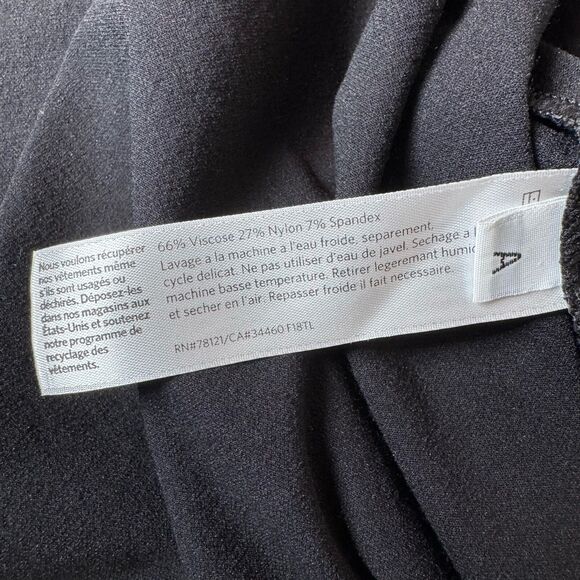 Nous voulons récupérer
nos vêtements même
s'ils sont usagés ou
déchirés. Déposez-les
dans nos magasins aux
États-Unis et soutenez
notre programme de
recyclage des
vêtements.
66% Viscose 27% Nylon 7% Spandex
Lavage a la machine a l'eau froide, separement,
cycle delicat. Ne pas utiliser d'eau de javel. Sechage a
machine basse temperature. Retirer legerement
et secher en l'air. Repasser froide il fait necessaire.
RN#78121/CA#34460 F18TL
A